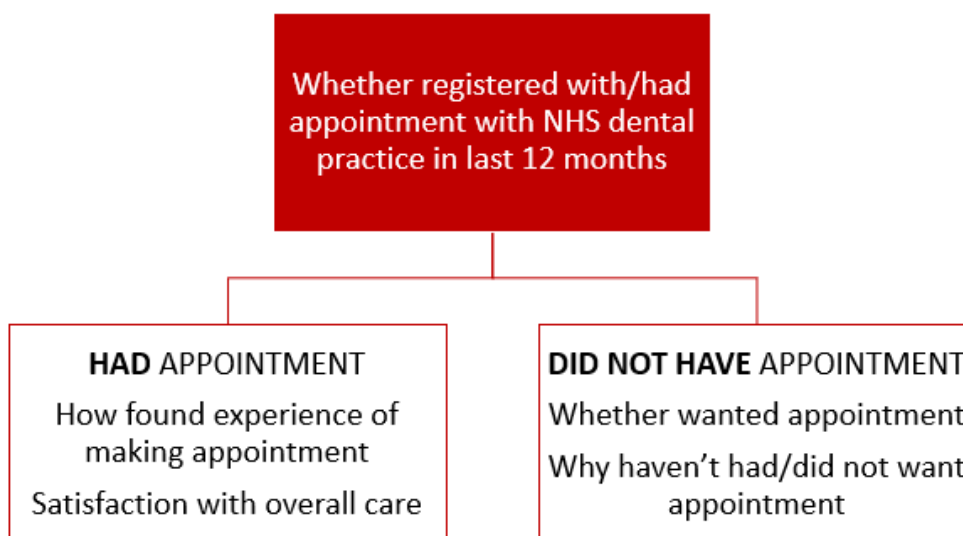 Whether registered with/had
appointment with NHS dental
practice in last 12 months
HAD APPOINTMENT
How found experience of
making appointment
Satisfaction with overall care
DID NOT HAVE APPOINTMENT
Whether wanted appointment
Why haven't had/did not want
appointment